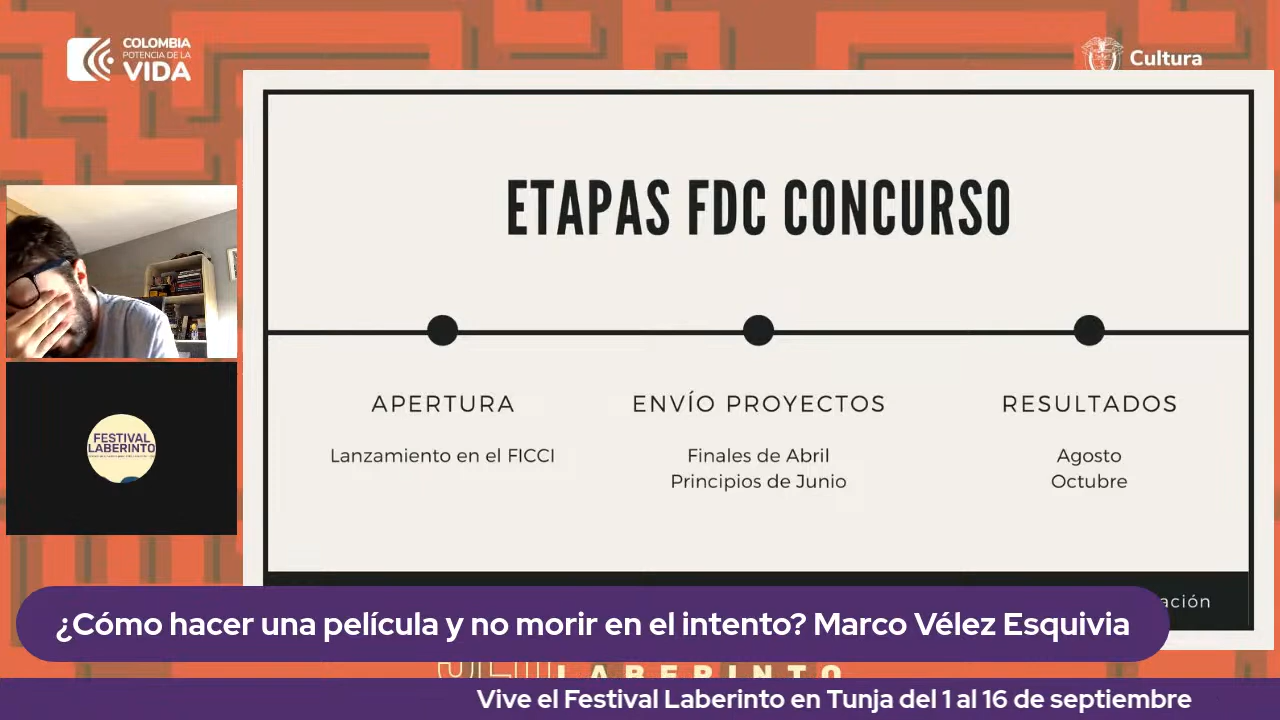 COLOMBIA
POTENCIA DE LA
VIDA
Cultura
ETAPAS FDC CONCURSO
APERTURA
Lanzamiento en el FICCI
ENVÍO PROYECTOS
Finales de Abril
Principios de Junio
RESULTADOS
Agosto
Octubre
FESTIVAL
LABERINTO
¿Cómo hacer una película y no morir en el intento? Marco Vélez Esquivia
LABERINTO
Vive el Festival Laberinto en Tunja del 1 al 16 de septiembre